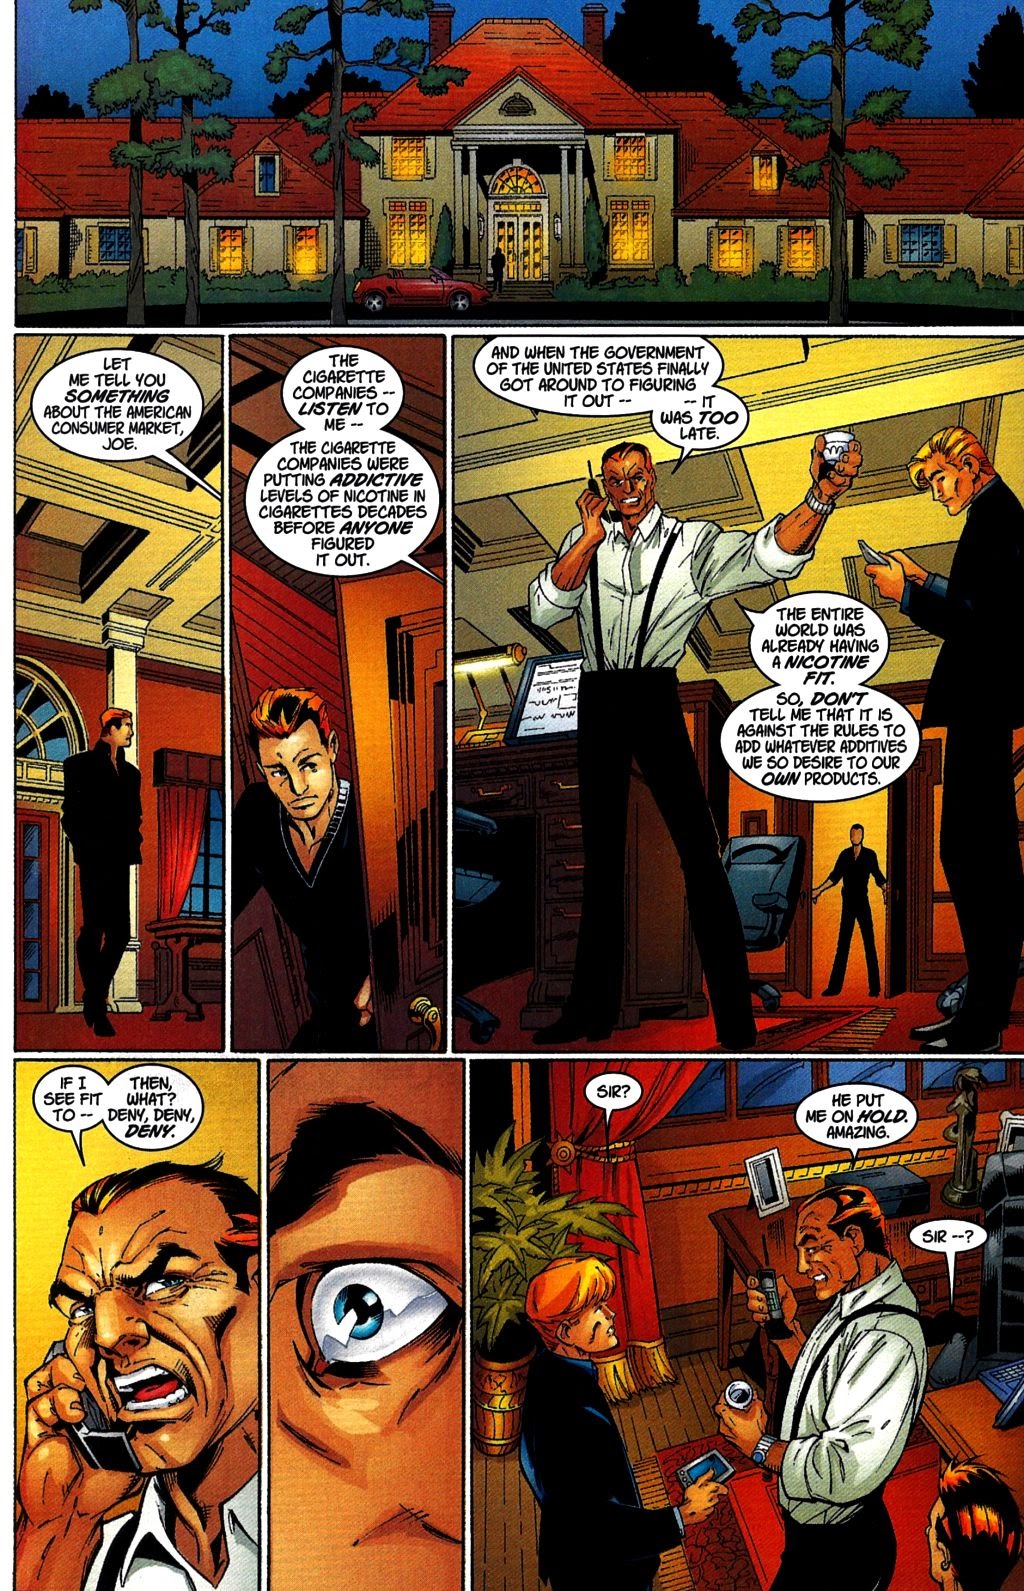 LET
ME TELL YOU
SOMETHING
ABOUT THE AMERICAN
CONSUMER MARKET,
JOE.
THE
CIGARETTE
COMPANIES --
LISTEN TO
ME --
THE CIGARETTE
COMPANIES WERE
PUTTING ADDICTIVE
LEVELS OF NICOTINE IN
CIGARETTES DECADES
BEFORE ANYONE
FIGURED
IT OUT.
AND WHEN THE GOVERNMENT
OF THE UNITED STATES FINALLY
GOT AROUND TO FIGURING
IT OUT --
-- IT
WAS TOO
LATE.
THE ENTIRE
WORLD WAS
ALREADY HAVING
A NICOTINE
FIT.
SO, DON'T
TELL ME THAT IT IS
AGAINST THE RULES TO
ADD WHATEVER ADDITIVES
WE SO DESIRE TO OUR
OWN PRODUCTS.
IF I
SEE FIT
TO --
THEN,
WHAT?
DENY, DENY,
DENY.
SIR?
HE PUT
ME ON HOLD.
AMAZING.
SIR --?